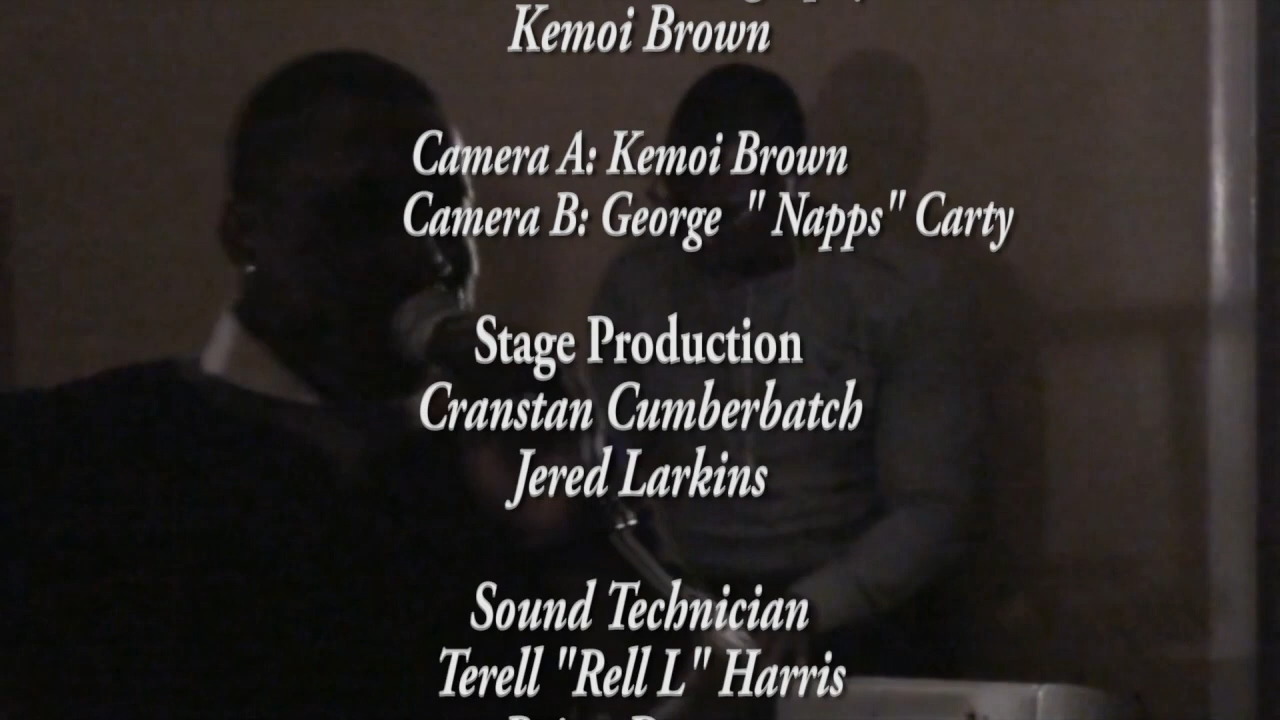 Kemoi Brown
Camera A: Kemoi Brown
Camera B: George " Napps" Carty
Stage Production
Cranstan Cumberbatch
Jered Larkins
Sound Technician
Terell "Rell L" Harris